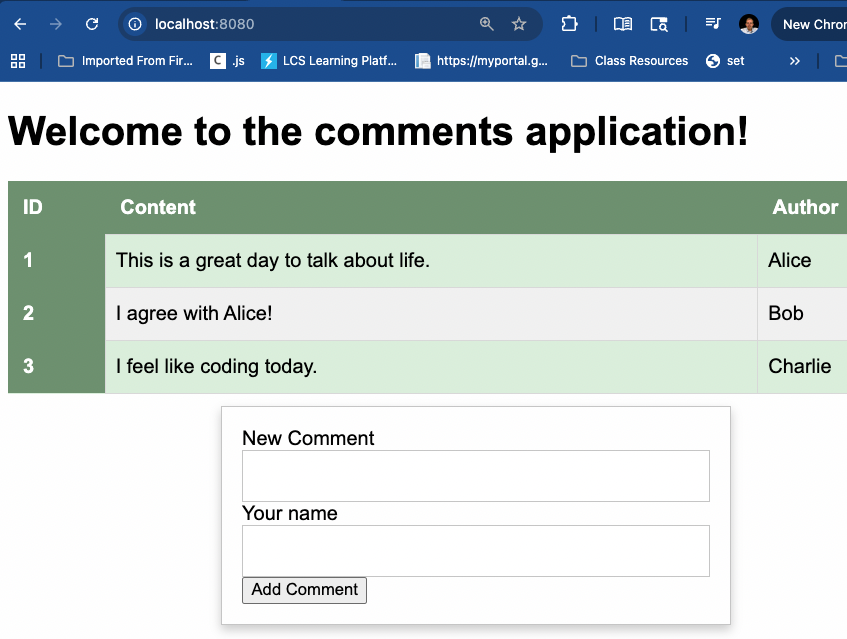 localhost:8080
New Chror
Imported From Fir... C .js LCS Learning Platf... https://myportal.g... Class Resources set »
Welcome to the comments application!
ID Content Author
1 This is a great day to talk about life. Alice
2 I agree with Alice! Bob
3 I feel like coding today. Charlie
New Comment
Your name
Add Comment